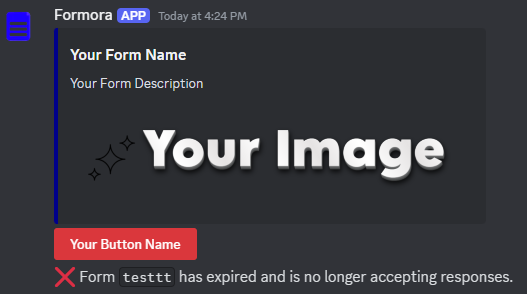 Formora APP Today at 4:24 PM
Your Form Name
Your Form Description
Your Image
Your Button Name
❌ Form testtt has expired and is no longer accepting responses.